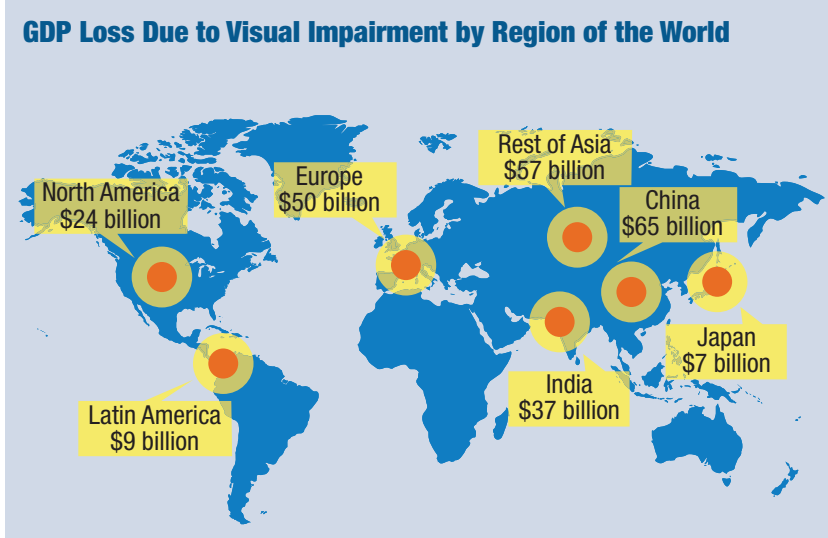 GDP Loss Due to Visual Impairment by Region of the World
Rest of Asia
$57 billion
Europe
$50 billion
North America
$24 billion
China
$65 billion
Japan
$7 billion
India
$37 billion
Latin America
$9 billion